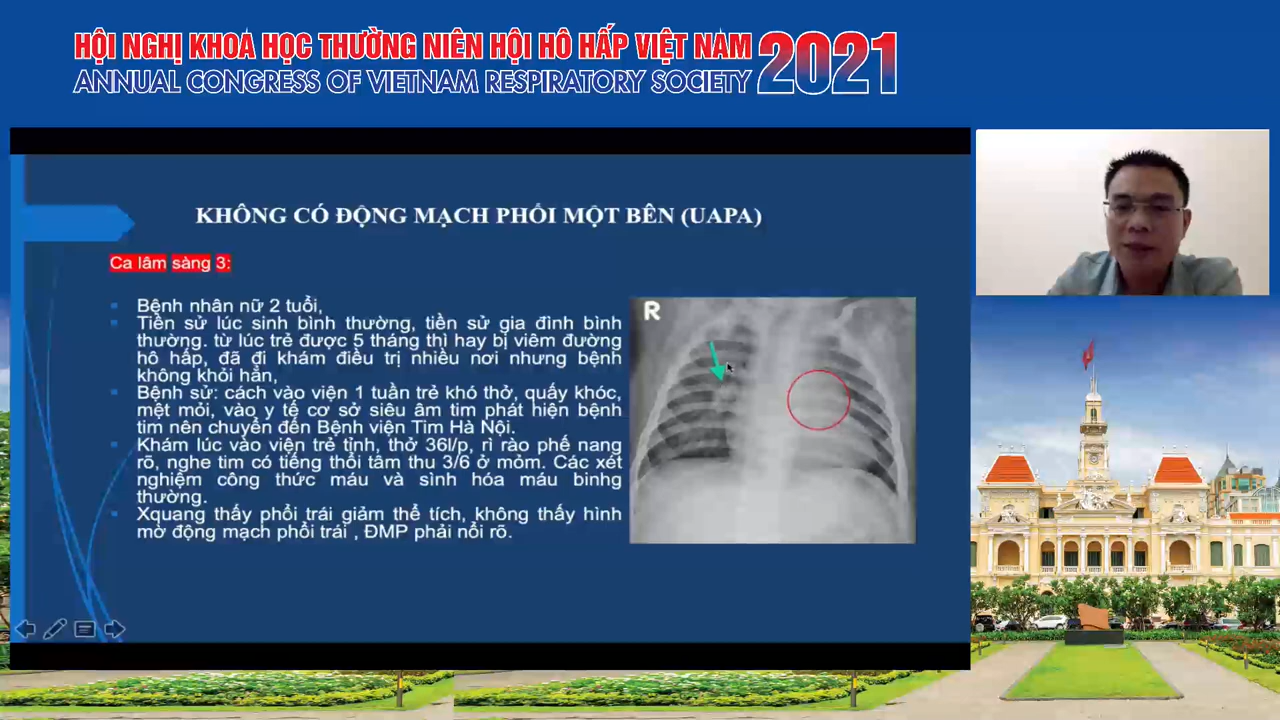 HỘI NGHỊ KHOA HỌC THƯỜNG NIÊN HỘI HÔ HẤP VIỆT NAM 2021
ANNUAL CONGRESS OF VIETNAM RESPIRATORY SOCIETY
KHÔNG CÓ ĐỘNG MẠCH PHỔI MỘT BÊN (UAPA)
Ca lâm sàng 3:
Bệnh nhân nữ 2 tuổi,
Tiền sử lúc sinh bình thường, tiền sử gia đình bình
thường. từ lúc trẻ được 5 tháng thì hay bị viêm đường
hô hấp, đã đi khám điều trị nhiều nơi nhưng bệnh
không khỏi hẳn,
Bệnh sử: cách vào viện 1 tuần trẻ khó thở, quấy khóc,
mệt mỏi, vào y tế cơ sở siêu âm tim phát hiện bệnh
tim nên chuyển đến Bệnh viện Tim Hà Nội.
Khám lúc vào viện trẻ tỉnh, thở 36l/p, rì rào phế nang
rõ, nghe tim có tiếng thổi tâm thu 3/6 ở mỏm. Các xét
nghiệm công thức máu và sinh hóa máu binhg
thường.
Xquang thấy phổi trái giảm thể tích, không thấy hình
mờ động mạch phổi trái , ĐMP phải nổi rõ.
R